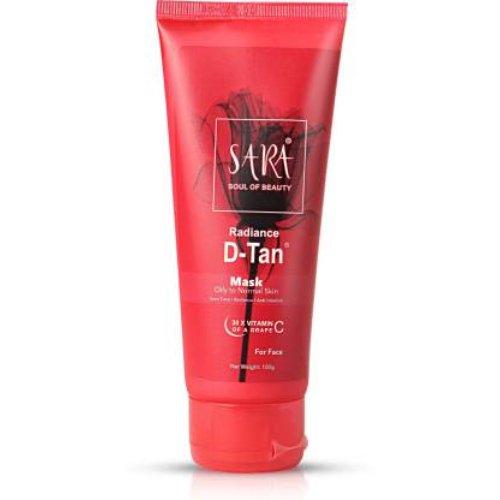 SARA®
SOUL OF BEAUTY
Radiance
D-Tan®
Mask
Oily to Normal Skin
30 X VITAMIN C
OF A GRAPE
For Face
Net Weight: 100g